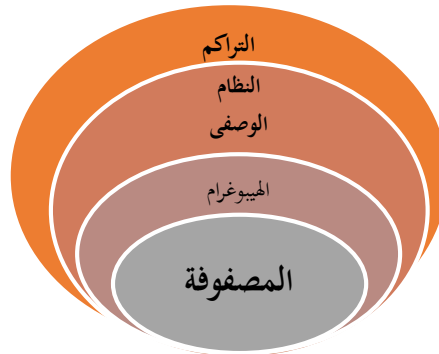 التراكم
النظام
الوصفى
الهيبوغرام
المصفوفة